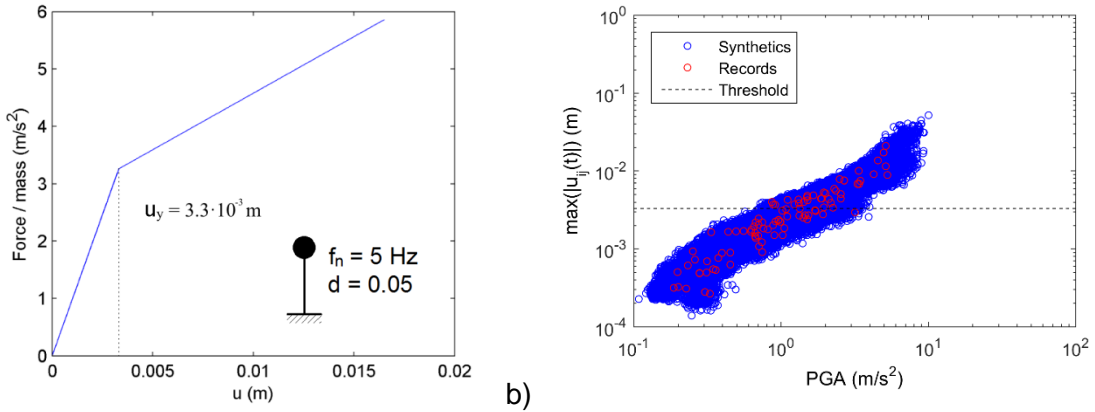 Force / mass (m/s²)
6
5
4
3
2
1
0
0 0.005 0.01 0.015 0.02
u (m)
u_y = 3.3·10⁻³ m
f_n = 5 Hz
d = 0.05
b)
max(|u_ij(t)|) (m)
10⁰
10⁻¹
10⁻²
10⁻³
10⁻⁴
10⁻¹ 10⁰ 10¹ 10²
PGA (m/s²)
Synthetics
Records
Threshold